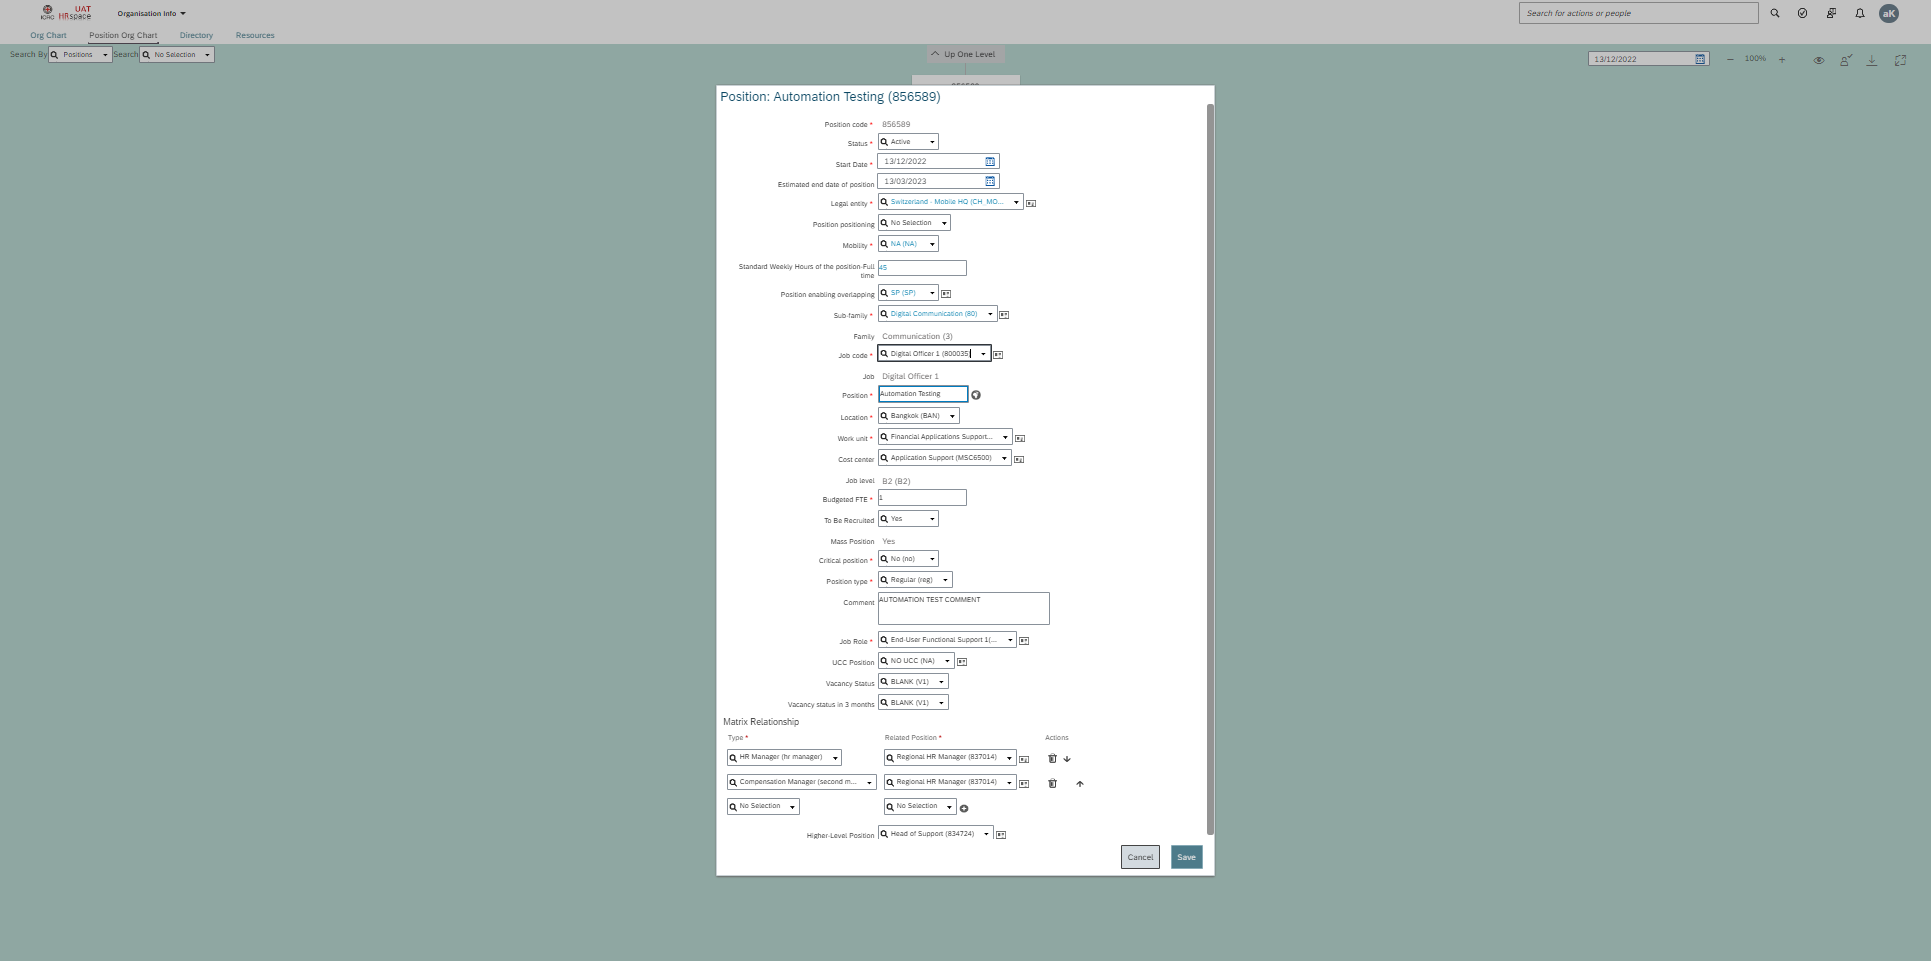 ICRC
UAT
HRspace
Organisation Info
Search for actions or people
aK
Org Chart
Position Org Chart
Directory
Resources
Search By
Positions
Search
No Selection
Up One Level
13/12/2022
100%
Position: Automation Testing (856589)
Position code *
856589
Status *
Active
Start Date *
13/12/2022
Estimated end date of position
13/03/2023
Legal entity *
Switzerland - Mobile HQ (CH_MO...
Position positioning
No Selection
Mobility *
NA (NA)
Standard Weekly Hours of the position-Full
time
45
Position enabling overlapping
SP (SP)
Sub-family *
Digital Communication (80)
Family
Communication (3)
Job code *
Digital Officer 1 (800035)
Job
Digital Officer 1
Position *
Automation Testing
Location *
Bangkok (BAN)
Work unit *
Financial Applications Support...
Cost center
Application Support (MSC6500)
Job level
B2 (B2)
Budgeted FTE *
1
To Be Recruited
Yes
Mass Position
Yes
Critical position *
No (no)
Position type *
Regular (reg)
Comment
AUTOMATION TEST COMMENT
Job Role *
End-User Functional Support 1(...
UCC Position
NO UCC (NA)
Vacancy Status
BLANK (V1)
Vacancy status in 3 months
BLANK (V1)
Matrix Relationship
Type *
Related Position *
Actions
HR Manager (hr manager)
Regional HR Manager (837014)
Compensation Manager (second m...
Regional HR Manager (837014)
No Selection
No Selection
Higher-Level Position
Head of Support (834724)
Cancel
Save